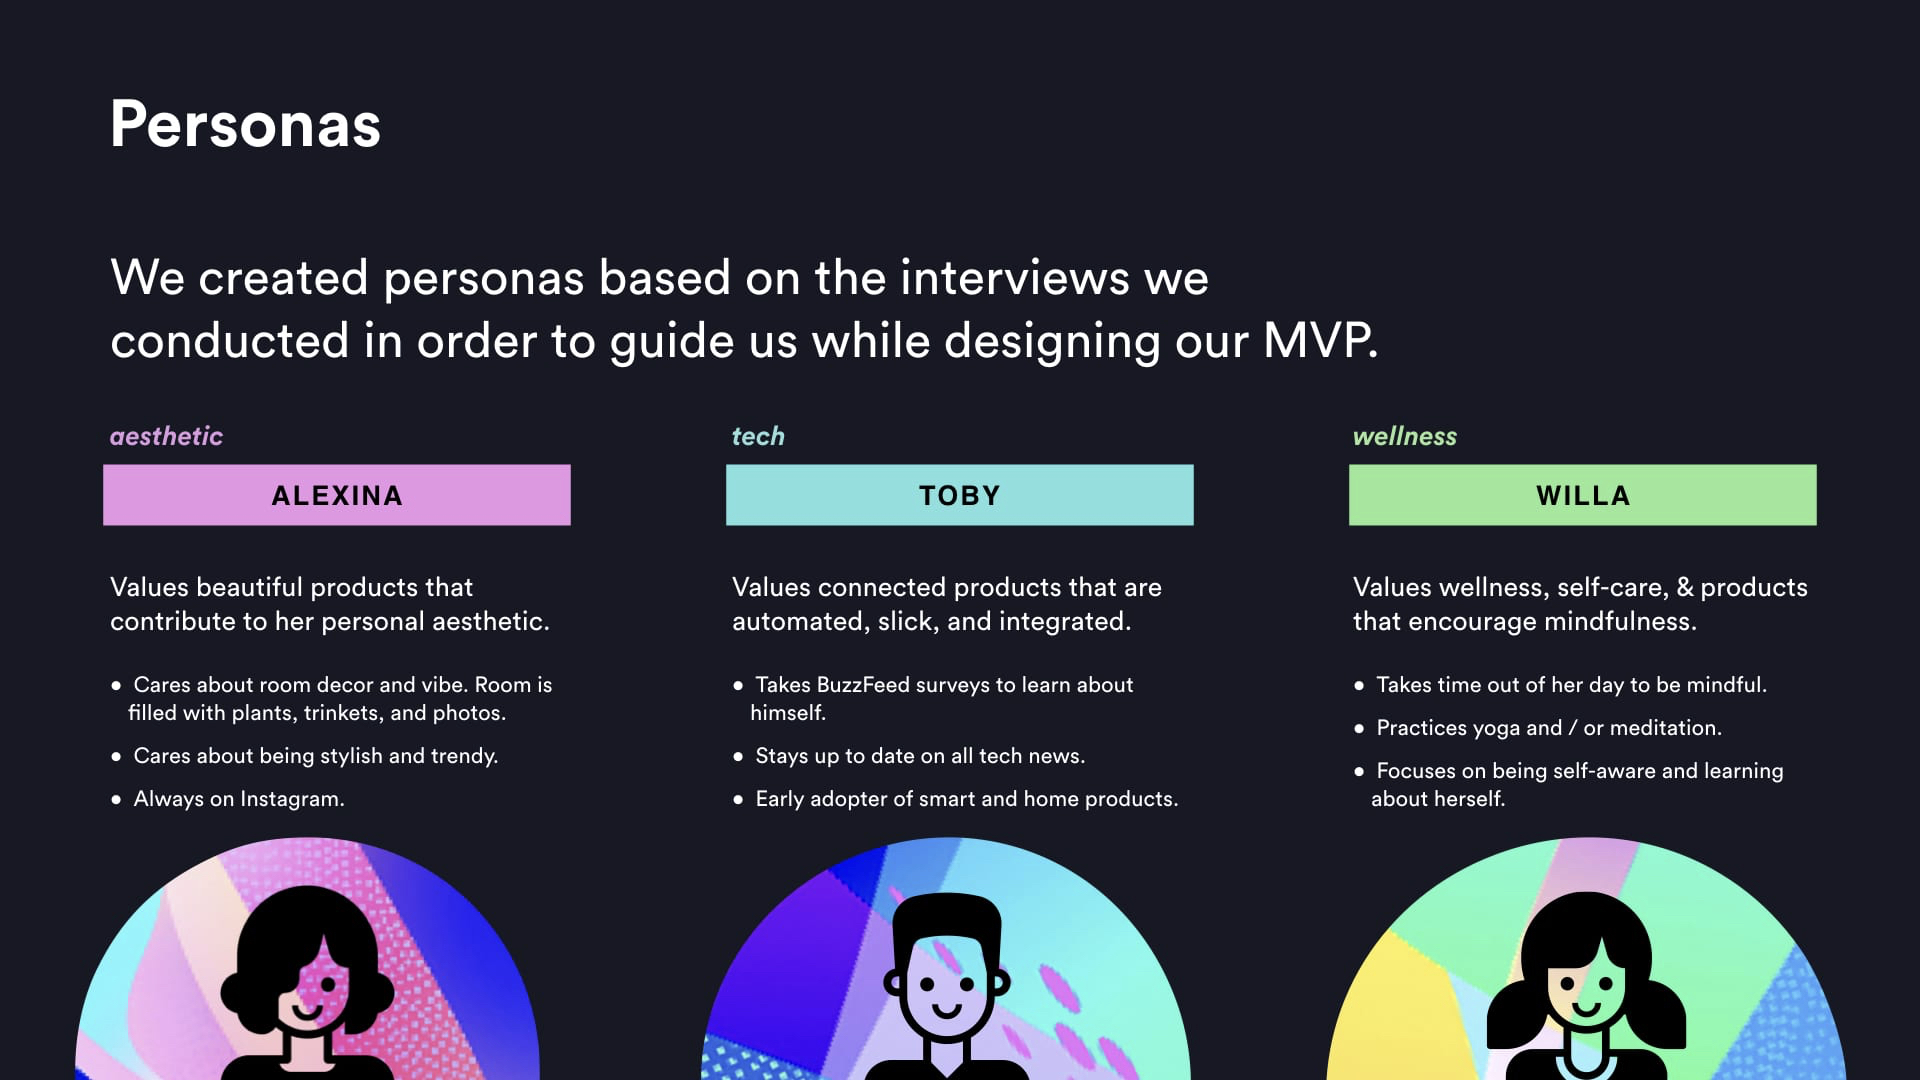 Personas
We created personas based on the interviews we
conducted in order to guide us while designing our MVP.
aesthetic
ALEXINA
Values beautiful products that
contribute to her personal aesthetic.
● Cares about room decor and vibe. Room is
filled with plants, trinkets, and photos.
● Cares about being stylish and trendy.
● Always on Instagram.
tech
TOBY
Values connected products that are
automated, slick, and integrated.
● Takes BuzzFeed surveys to learn about
himself.
● Stays up to date on all tech news.
● Early adopter of smart and home products.
wellness
WILLA
Values wellness, self-care, & products
that encourage mindfulness.
● Takes time out of her day to be mindful.
● Practices yoga and / or meditation.
● Focuses on being self-aware and learning
about herself.